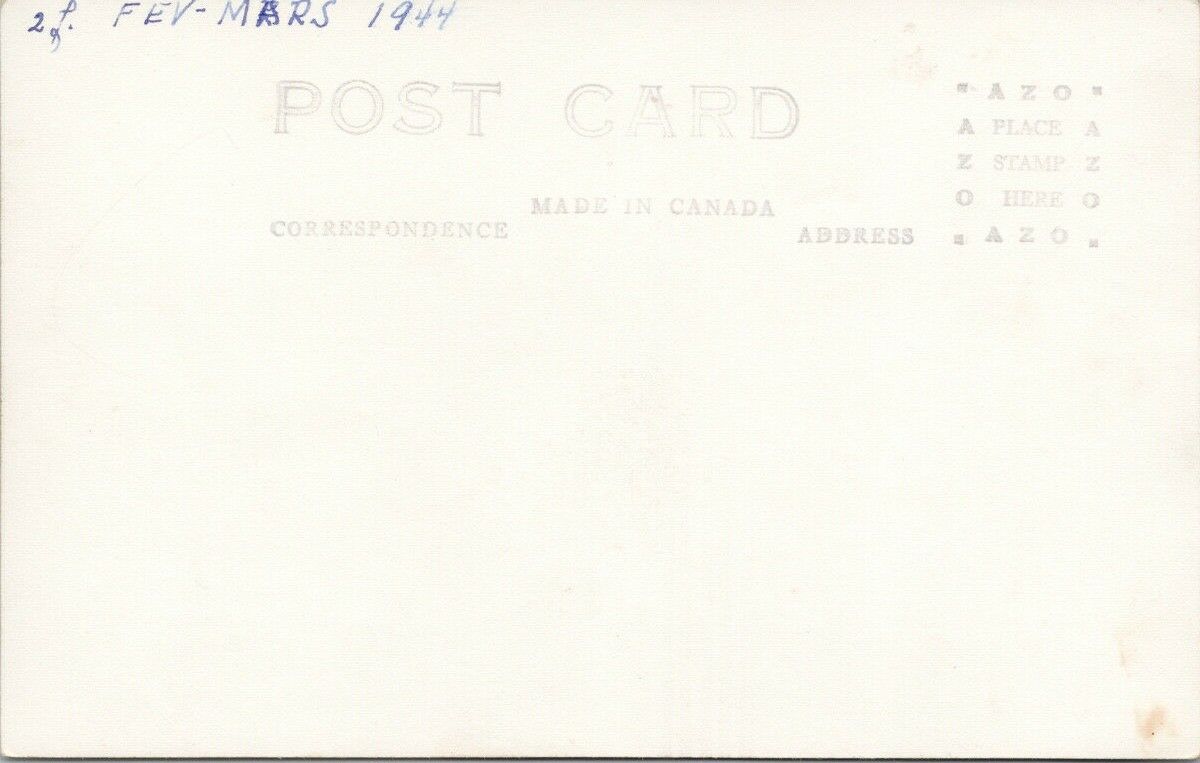 2 f. FEV-MARS 1944
POST CARD
MADE IN CANADA
CORRESPONDENCE
ADDRESS
AZO
A PLACE A
Z STAMP Z
O HERE O
AZO